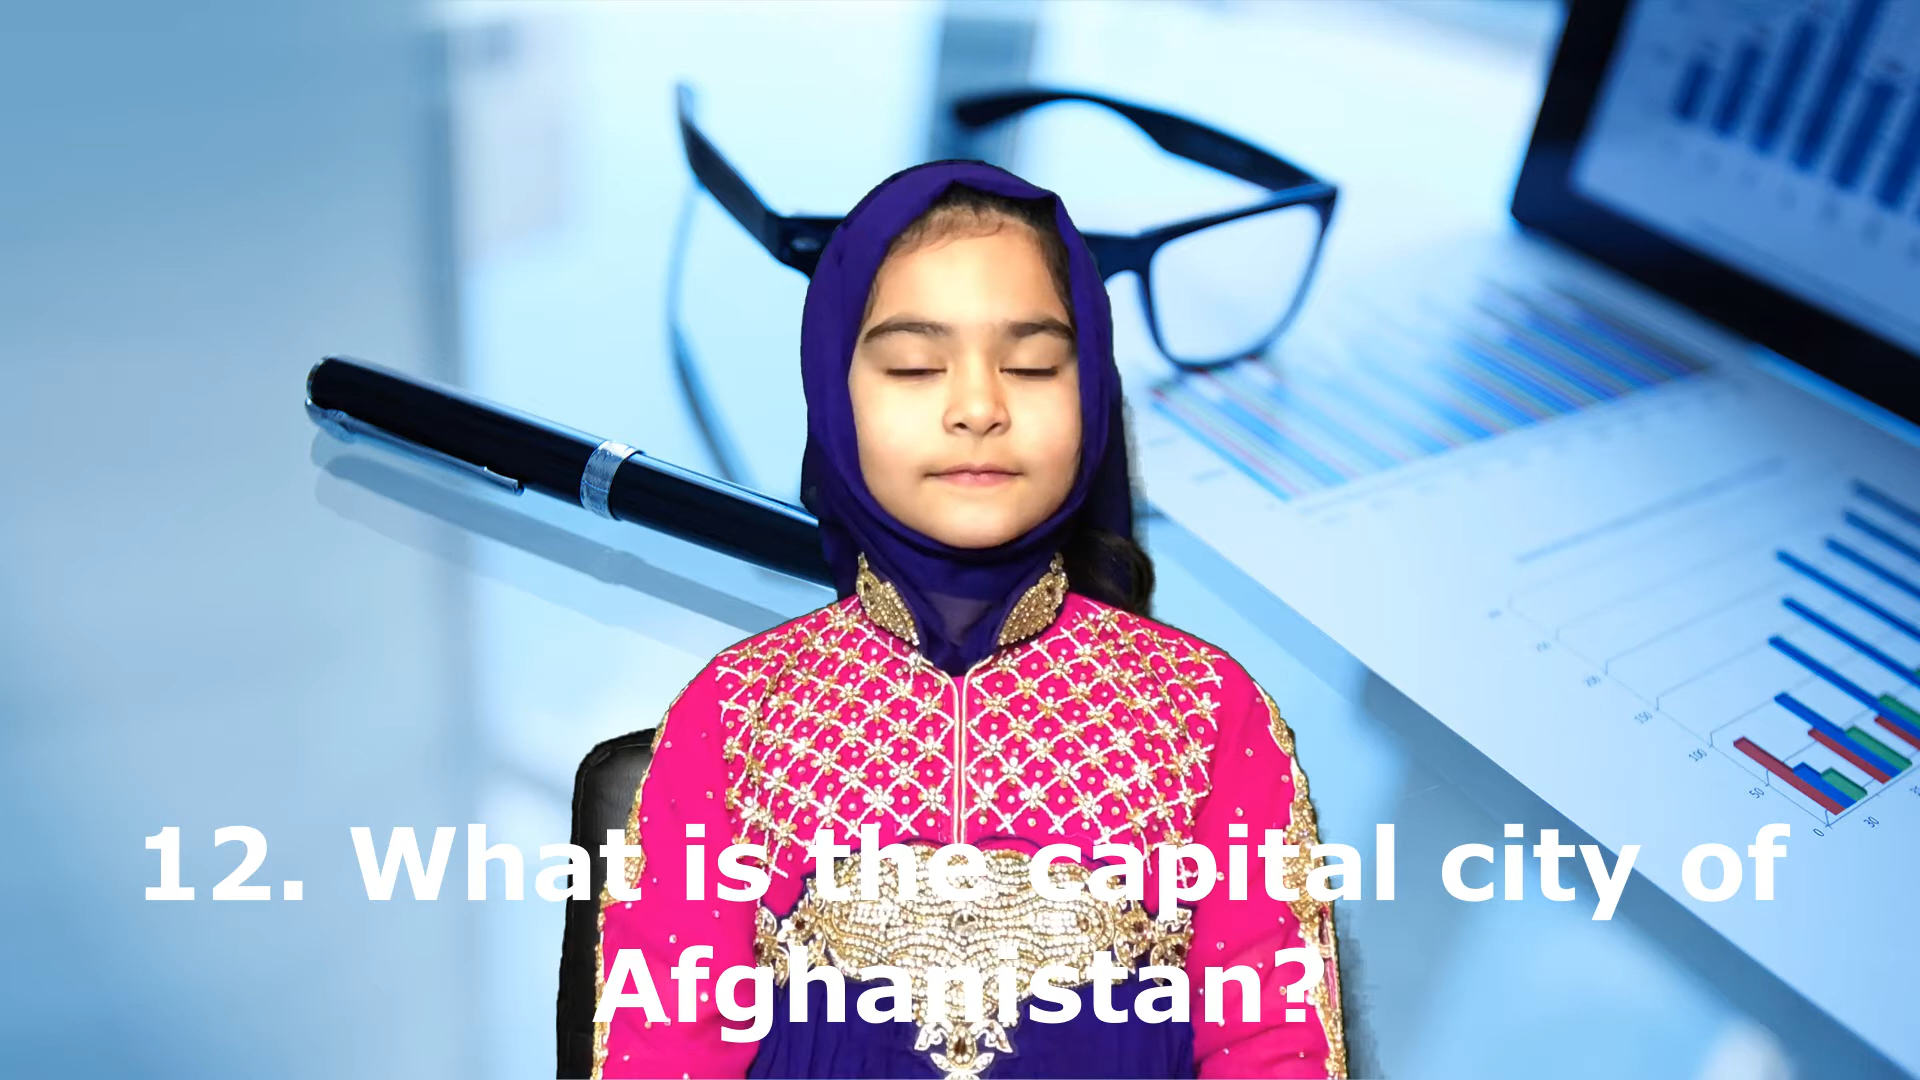 12. What is the capital city of
Afghanistan?